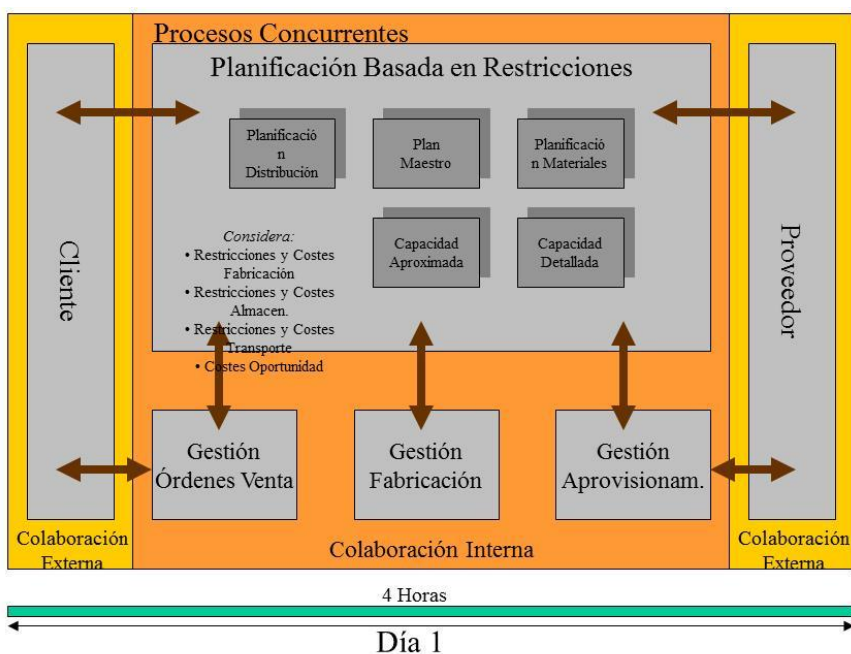 Procesos Concurrentes
Planificación Basada en Restricciones
Planificació
n
Distribución
Plan
Maestro
Planificació
n Materiales
Considera:
• Restricciones y Costes
Fabricación
• Restricciones y Costes
Almacen.
• Restricciones y Costes
Transporte
• Costes Oportunidad
Capacidad
Aproximada
Capacidad
Detallada
Cliente
Proveedor
Gestión
Órdenes Venta
Gestión
Fabricación
Gestión
Aprovisionam.
Colaboración
Externa
Colaboración Interna
Colaboración
Externa
4 Horas
Día 1